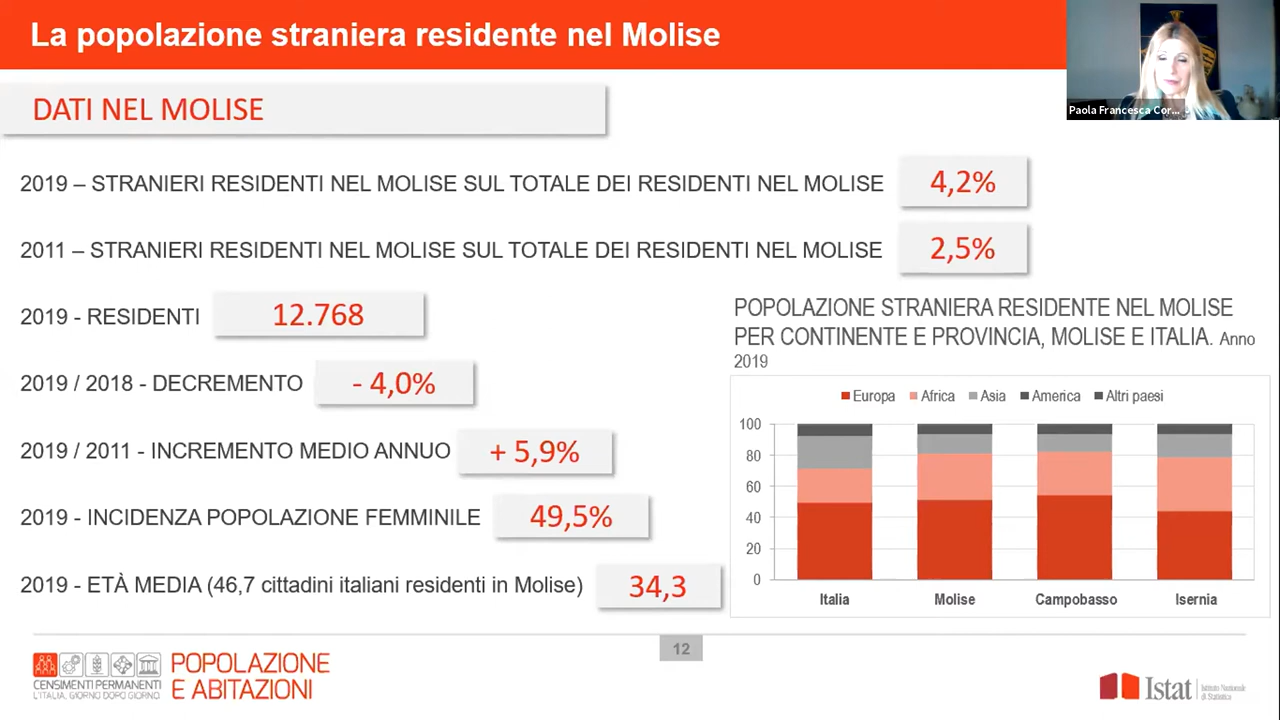 La popolazione straniera residente nel Molise
Paola Francesca Cor...
DATI NEL MOLISE
2019 – STRANIERI RESIDENTI NEL MOLISE SUL TOTALE DEI RESIDENTI NEL MOLISE 4,2%
2011 – STRANIERI RESIDENTI NEL MOLISE SUL TOTALE DEI RESIDENTI NEL MOLISE 2,5%
2019 - RESIDENTI 12.768
2019 / 2018 - DECREMENTO - 4,0%
2019 / 2011 - INCREMENTO MEDIO ANNUO + 5,9%
2019 - INCIDENZA POPOLAZIONE FEMMINILE 49,5%
2019 - ETÀ MEDIA (46,7 cittadini italiani residenti in Molise) 34,3
POPOLAZIONE STRANIERA RESIDENTE NEL MOLISE
PER CONTINENTE E PROVINCIA, MOLISE E ITALIA. Anno
2019
Europa Africa Asia America Altri paesi
100
80
60
40
20
0
Italia Molise Campobasso Isernia
12
CENSIMENTI PERMANENTI
L'ITALIA, GIORNO DOPO GIORNO
POPOLAZIONE
E ABITAZIONI
Istat
Istituto Nazionale
di Statistica